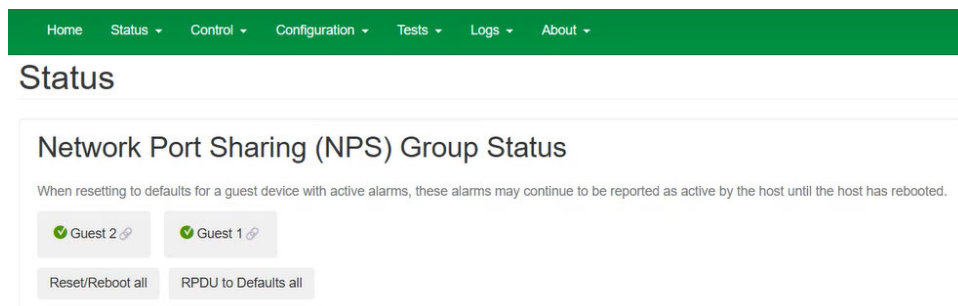 Home Status Control Configuration Tests Logs About
Status
Network Port Sharing (NPS) Group Status
When resetting to defaults for a guest device with active alarms, these alarms may continue to be reported as active by the host until the host has rebooted.
Guest 2 Guest 1
Reset/Reboot all RPDU to Defaults all